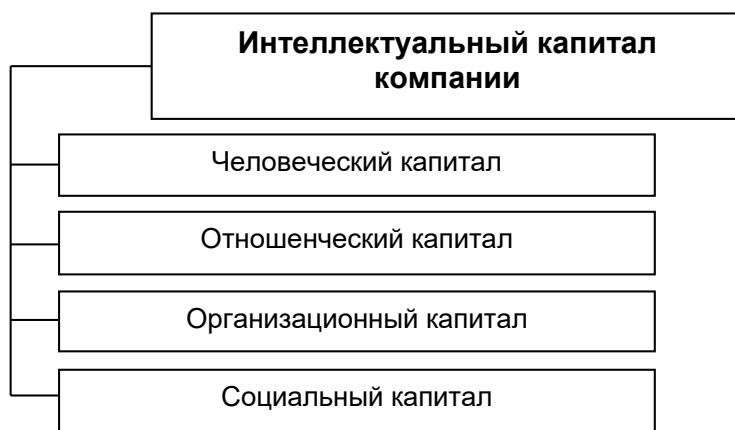 Интеллектуальный капитал
компании
Человеческий капитал
Отношенческий капитал
Организационный капитал
Социальный капитал